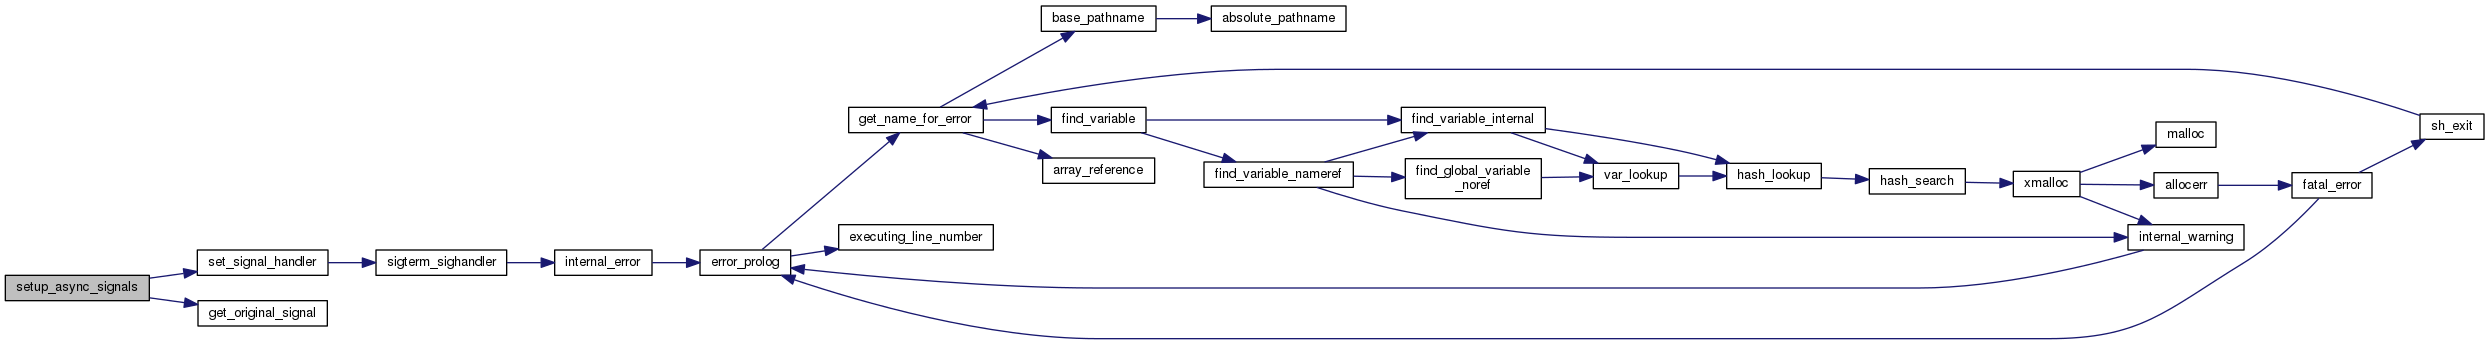 base_pathname
absolute_pathname
get_name_for_error
find_variable
find_variable_internal
malloc
sh_exit
array_reference
find_variable_nameref
find_global_variable
_noref
var_lookup
hash_lookup
hash_search
xmalloc
allocerr
fatal_error
executing_line_number
internal_warning
set_signal_handler
sigterm_sighandler
internal_error
error_prolog
setup_async_signals
get_original_signal